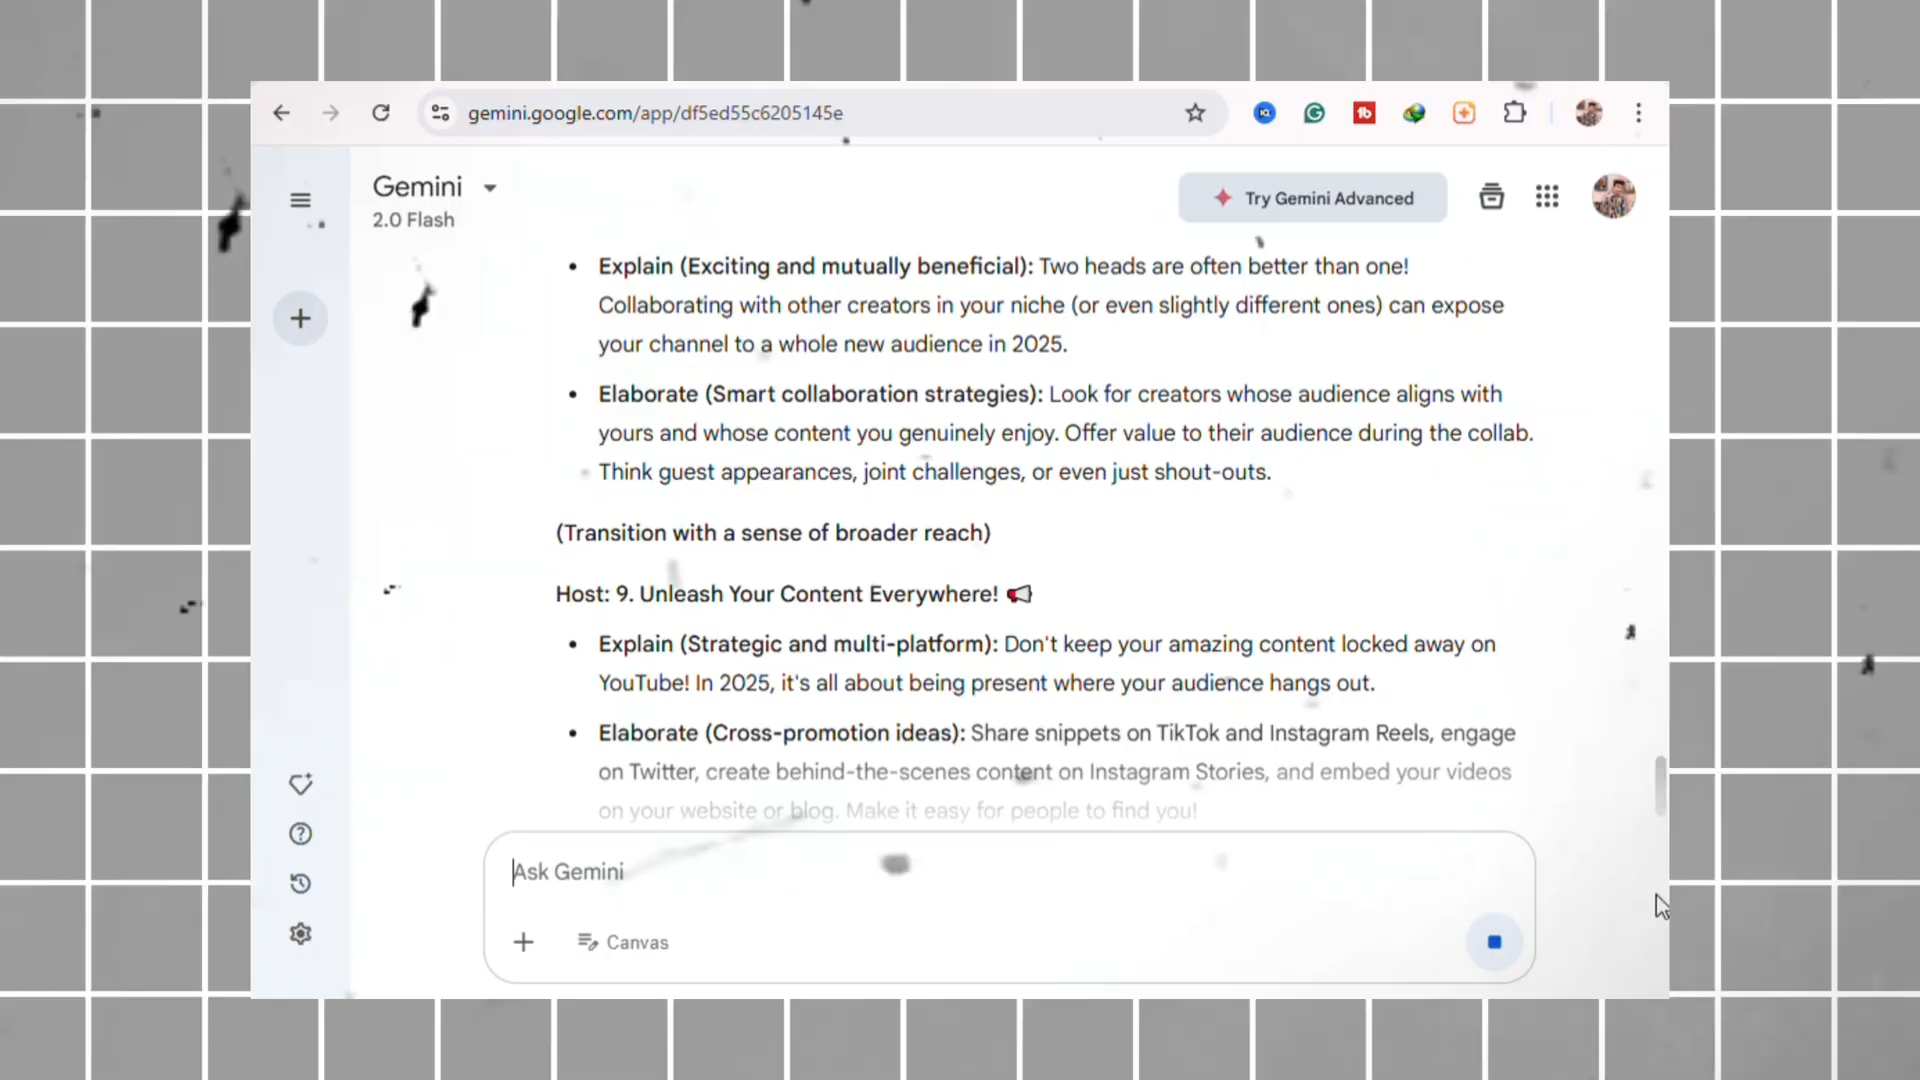 gemini.google.com/app/df5ed55c6205145e
Gemini
2.0 Flash
Try Gemini Advanced
• Explain (Exciting and mutually beneficial): Two heads are often better than one!
Collaborating with other creators in your niche (or even slightly different ones) can expose
your channel to a whole new audience in 2025.
• Elaborate (Smart collaboration strategies): Look for creators whose audience aligns with
yours and whose content you genuinely enjoy. Offer value to their audience during the collab.
Think guest appearances, joint challenges, or even just shout-outs.
(Transition with a sense of broader reach)
Host: 9. Unleash Your Content Everywhere! 📢
• Explain (Strategic and multi-platform): Don't keep your amazing content locked away on
YouTube! In 2025, it's all about being present where your audience hangs out.
• Elaborate (Cross-promotion ideas): Share snippets on TikTok and Instagram Reels, engage
on Twitter, create behind-the-scenes content on Instagram Stories, and embed your videos
on your website or blog. Make it easy for people to find you!
Ask Gemini
Canvas